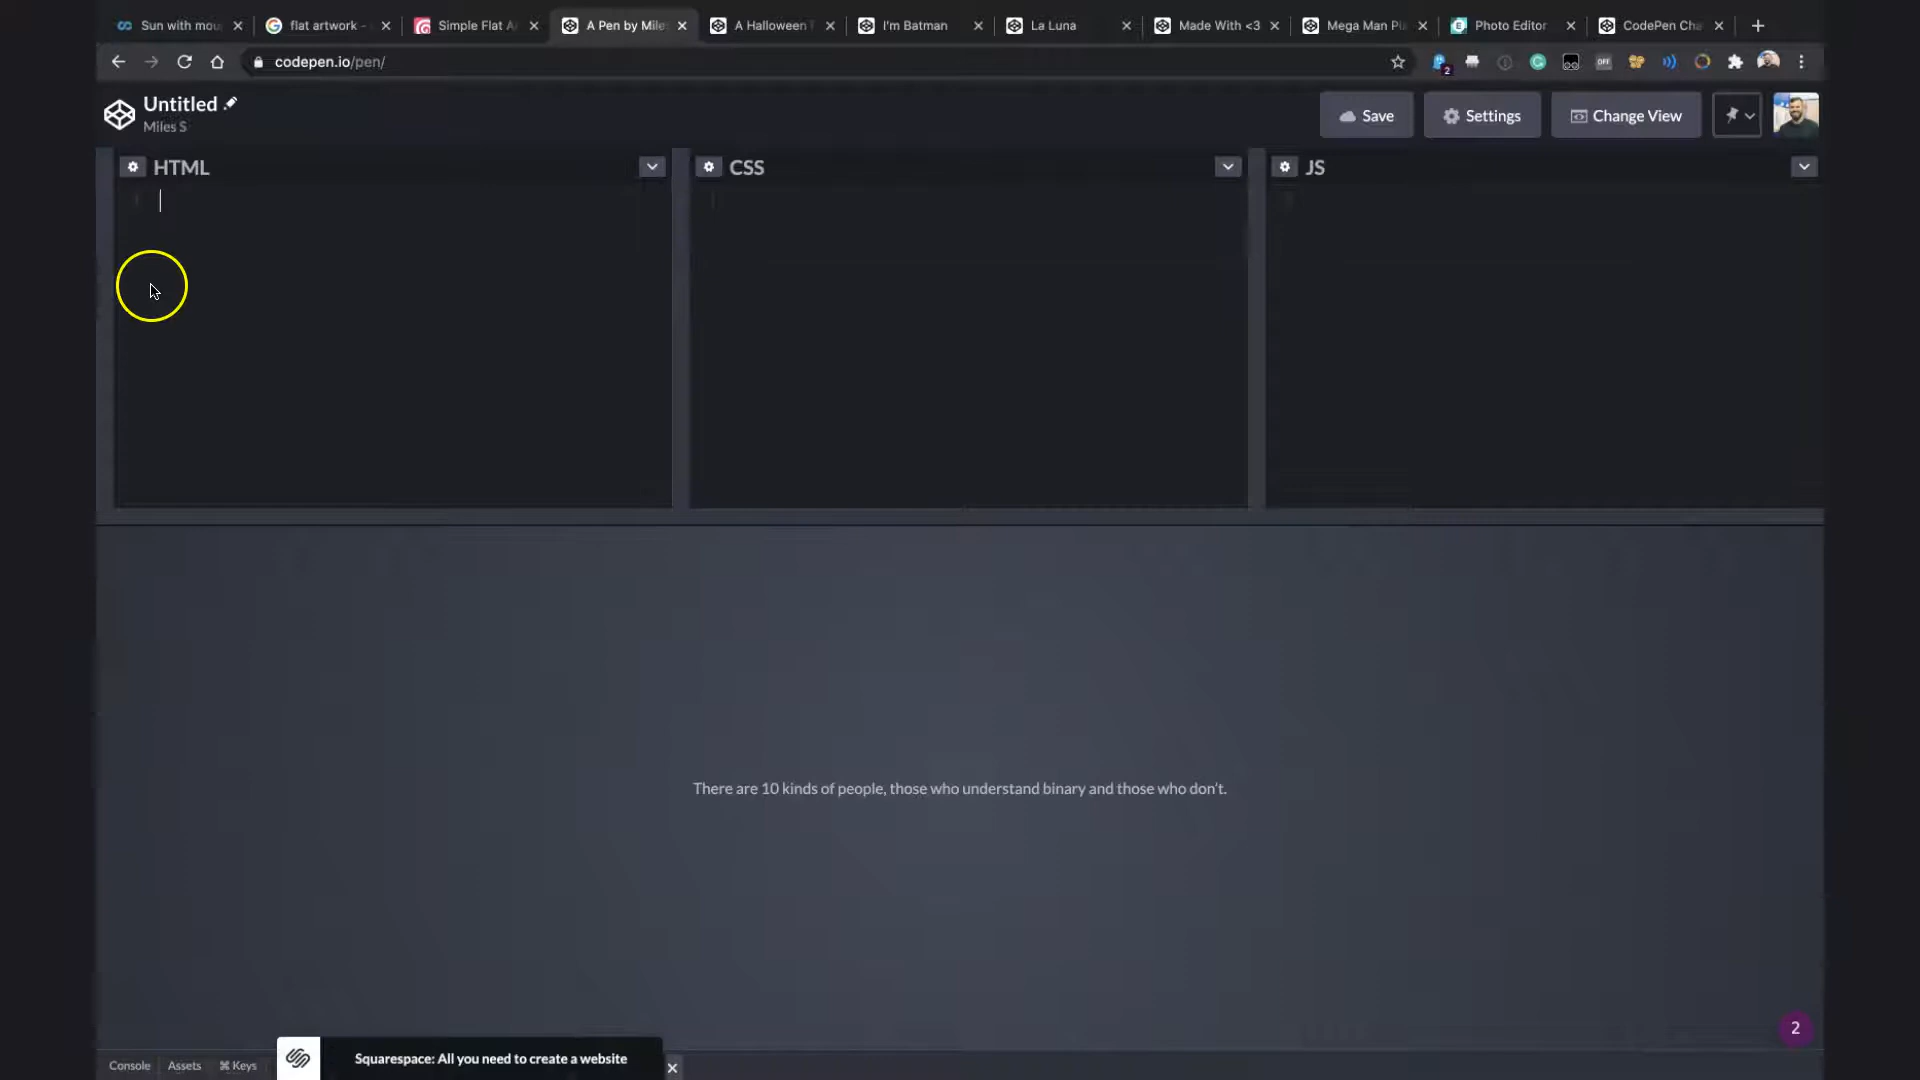 Sun with mou
flat artwork -
Simple Flat A
A Pen by Mile
A Halloween
I'm Batman
La Luna
Made With <3
Mega Man Pi
Photo Editor
CodePen Cha
codepen.io/pen/
2
OFF
Untitled
Miles S
Save
Settings
Change View
HTML
CSS
JS
1
There are 10 kinds of people, those who understand binary and those who don't.
2
Console
Assets
⌘ Keys
Squarespace: All you need to create a website